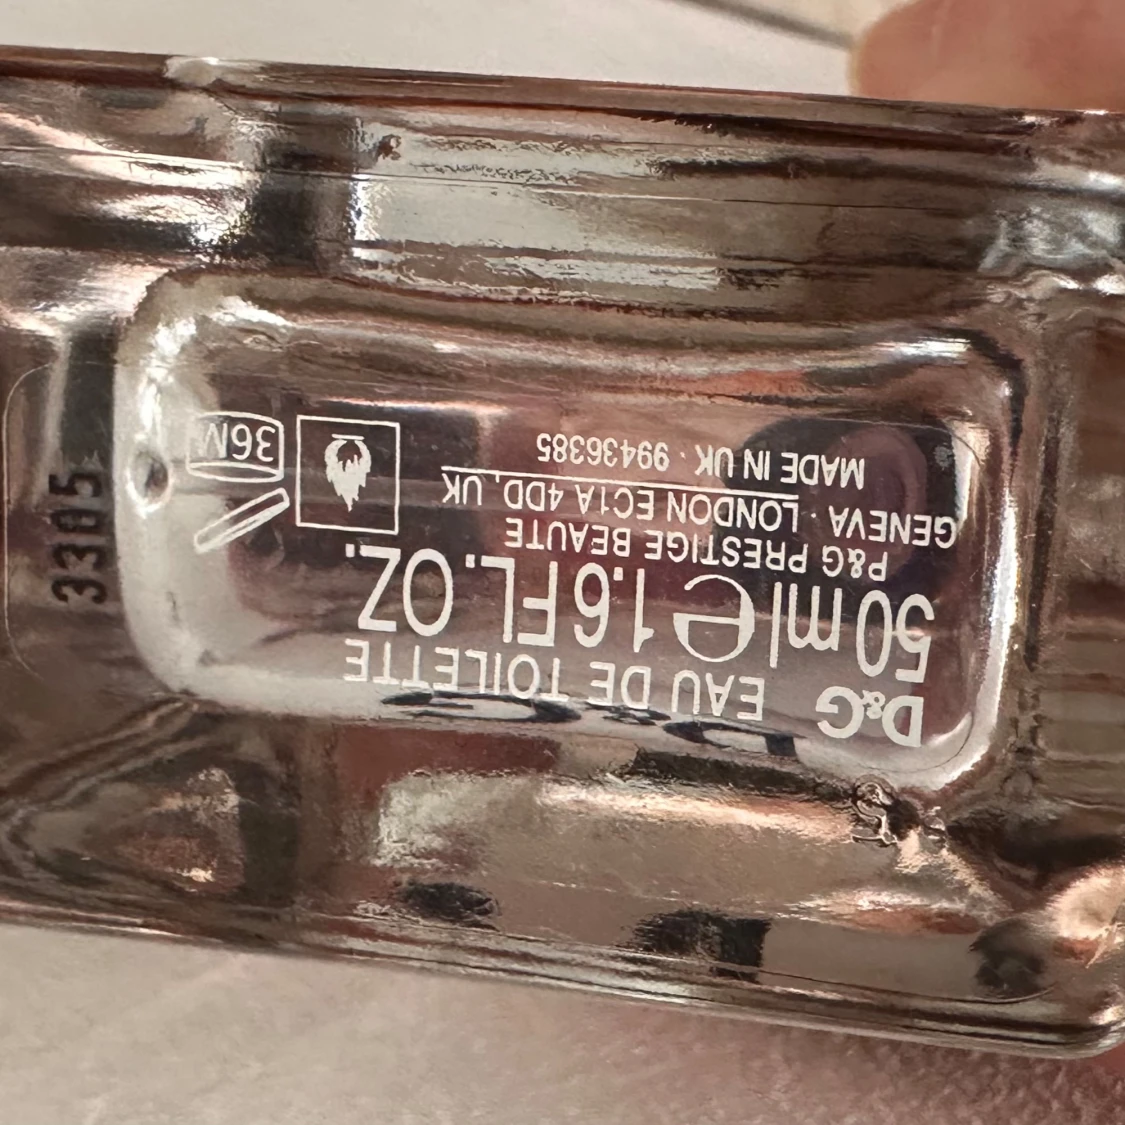 D&G EAU DE TOILETTE
50 ml e 1.6 FL. OZ.
P&G PRESTIGE BEAUTE
GENEVA · LONDON EC1A 4DD, UK
MADE IN UK · 99436385
36M
3305